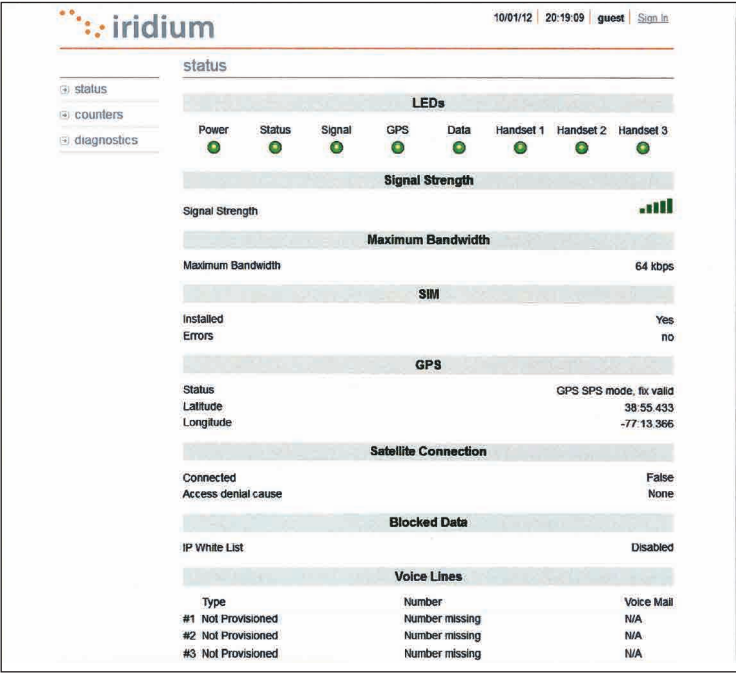 iridium
10/01/12 20:19:09 guest Sign In
status
status
counters
diagnostics
LEDs
Power Status Signal GPS Data Handset 1 Handset 2 Handset 3
Signal Strength
Signal Strength
Maximum Bandwidth
Maximum Bandwidth 64 kbps
SIM
Installed Yes
Errors no
GPS
Status GPS SPS mode, fix valid
Latitude 38:55.433
Longitude -77:13.366
Satellite Connection
Connected False
Access denial cause None
Blocked Data
IP White List Disabled
Voice Lines
Type Number Voice Mail
#1 Not Provisioned Number missing N/A
#2 Not Provisioned Number missing N/A
#3 Not Provisioned Number missing N/A